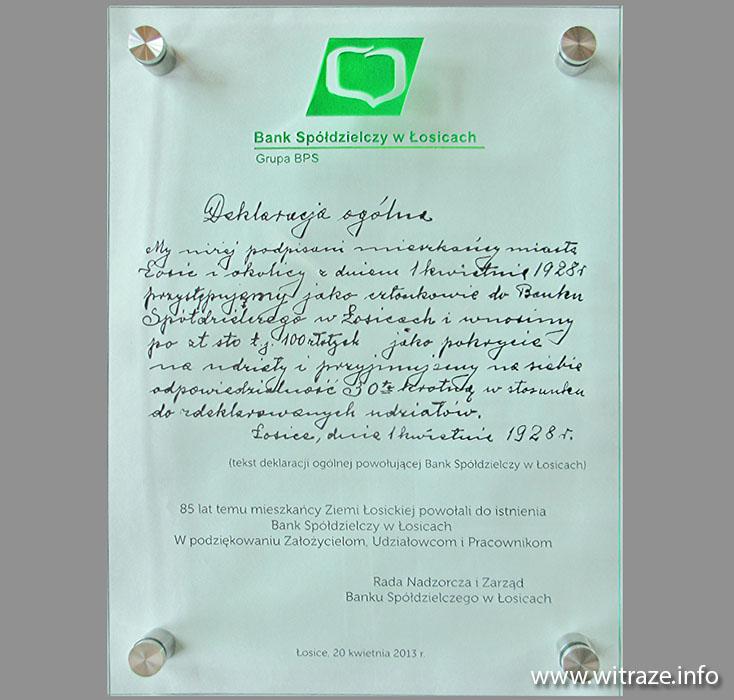 Bank Spółdzielczy w Łosicach
Grupa BPS
Deklaracja ogólna
My niżej podpisani mieszkańcy miasta
Łosic i okolicy z dniem 1 kwietnia 1928 r
przystępujemy jako członkowie do Banku
Spółdzielczego w Łosicach i wnosimy
po zł sto t.j. 100 złotych jako pokrycie
na udziały i przyjmujemy na siebie
odpowiedzialność 30to krotną w stosunku
do zdeklarowanych udziałów.
Łosice, dnia 1 kwietnia 1928 r.
(tekst deklaracji ogólnej powołującej Bank Spółdzielczy w Łosicach)
85 lat temu mieszkańcy Ziemi Łosickiej powołali do istnienia
Bank Spółdzielczy w Łosicach
W podziękowaniu Założycielom, Udziałowcom i Pracownikom
Rada Nadzorcza i Zarząd
Banku Spółdzielczego w Łosicach
Łosice, 20 kwietnia 2013 r.
www.witraze.info